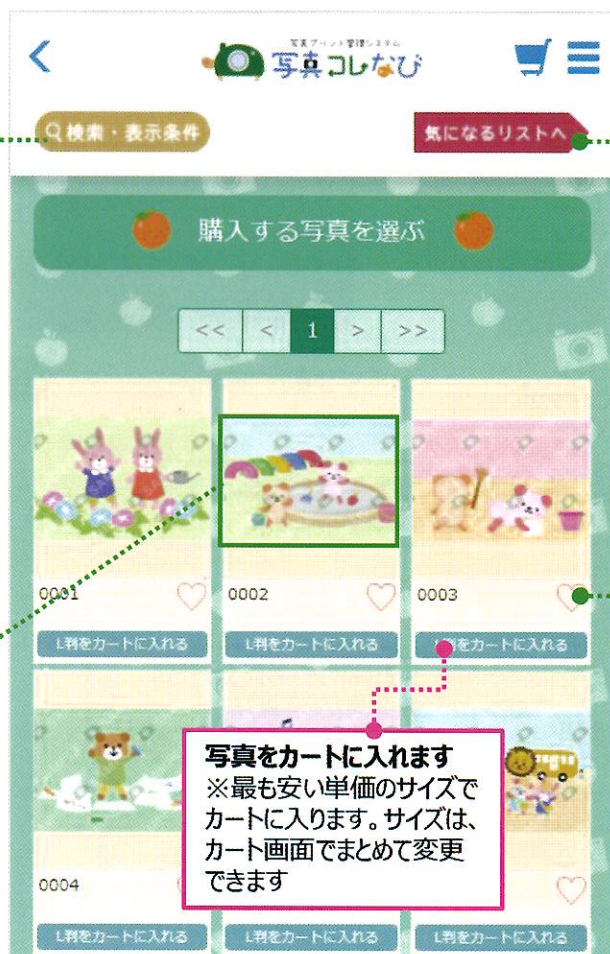 写真プリント管理システム
写真コレなび
検索・表示条件
気になるリストへ
購入する写真を選ぶ
<< < 1 > >>
0001 0002 0003
L判をカートに入れる L判をカートに入れる L判をカートに入れる
写真をカートに入れます
※最も安い単価のサイズで
カートに入ります。サイズは、
カート画面でまとめて変更
できます
0004
L判をカートに入れる L判をカートに入れる L判をカートに入れる